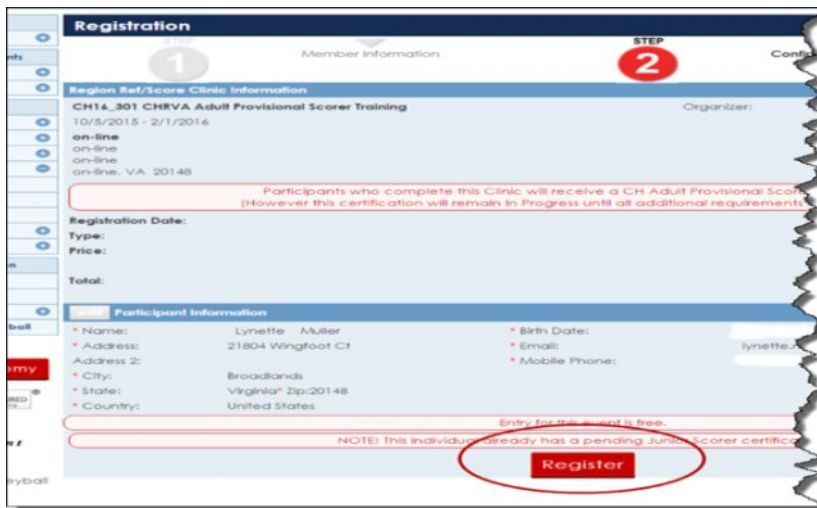 Registration
STEP
1
Member Information
STEP
2
Region Ref/Score Clinic Information
CH16_301 CHRVA Adult Provisional Scorer Training
Organizer:
10/5/2015 - 2/1/2016
on-line
on-line
on-line
on-line, VA 20148
Participants who complete this Clinic will receive a CH Adult Provisional
(However this certification will remain In Progress until all additional requirements
Registration Date:
Type:
Price:
Total:
Participant Information
* Name: Lynette Muller
* Birth Date:
* Address: 21804 Wingfoot Ct
* Email: lynette.
Address 2:
* Mobile Phone:
* City: Broadlands
* State: Virginia* Zip:20148
* Country: United States
Entry for this event is free.
NOTE! This individual already has a pending Junior Scorer
Register